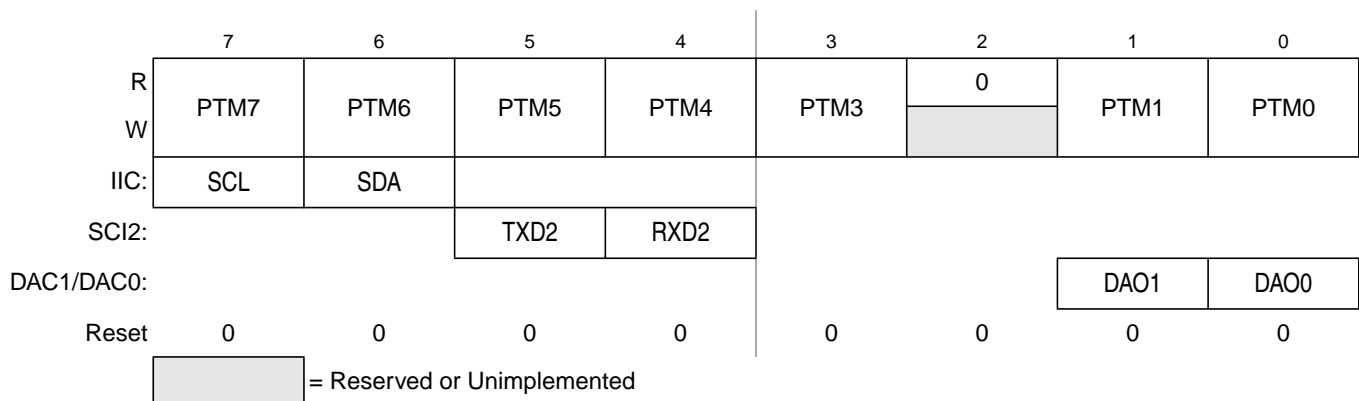 7 6 5 4 3 2 1 0
R 0
PTM7 PTM6 PTM5 PTM4 PTM3 PTM1 PTM0
W
IIC: SCL SDA
SCI2: TXD2 RXD2
DAC1/DAC0: DAO1 DAO0
Reset 0 0 0 0 0 0 0 0
= Reserved or Unimplemented